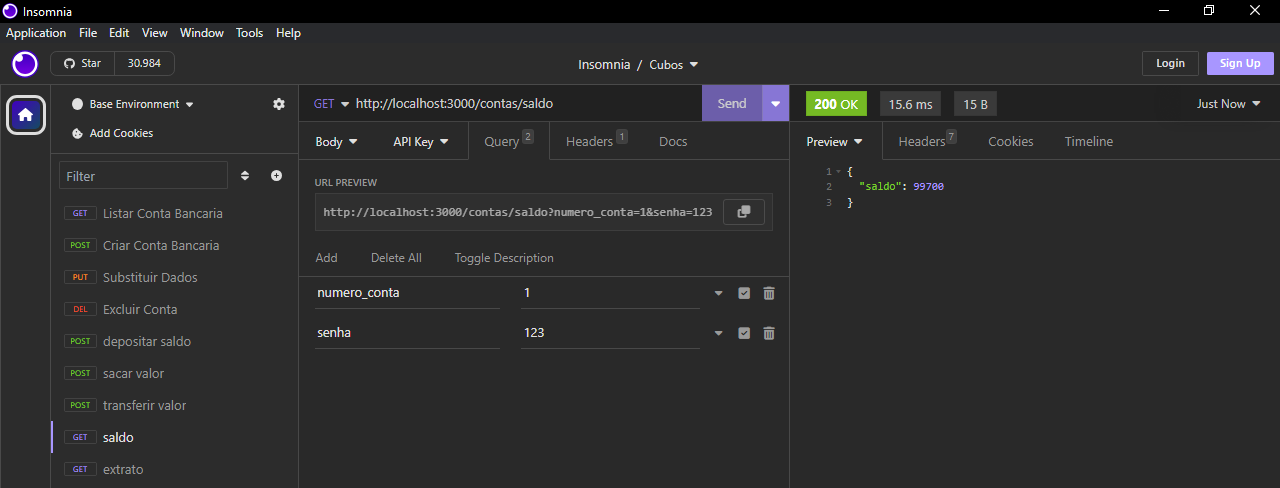 Insomnia
Application File Edit View Window Tools Help
Star 30.984
Insomnia / Cubos
Login
Sign Up
Base Environment
Add Cookies
Filter
GET Listar Conta Bancaria
POST Criar Conta Bancaria
PUT Substituir Dados
DEL Excluir Conta
POST depositar saldo
POST sacar valor
POST transferir valor
GET saldo
GET extrato
GET http://localhost:3000/contas/saldo Send
Body API Key Query 2 Headers 1 Docs
URL PREVIEW
http://localhost:3000/contas/saldo?numero_conta=1&senha=123
Add Delete All Toggle Description
numero_conta 1
senha 123
200 OK 15.6 ms 15 B Just Now
Preview Headers 7 Cookies Timeline
1 {
2 "saldo": 99700
3 }